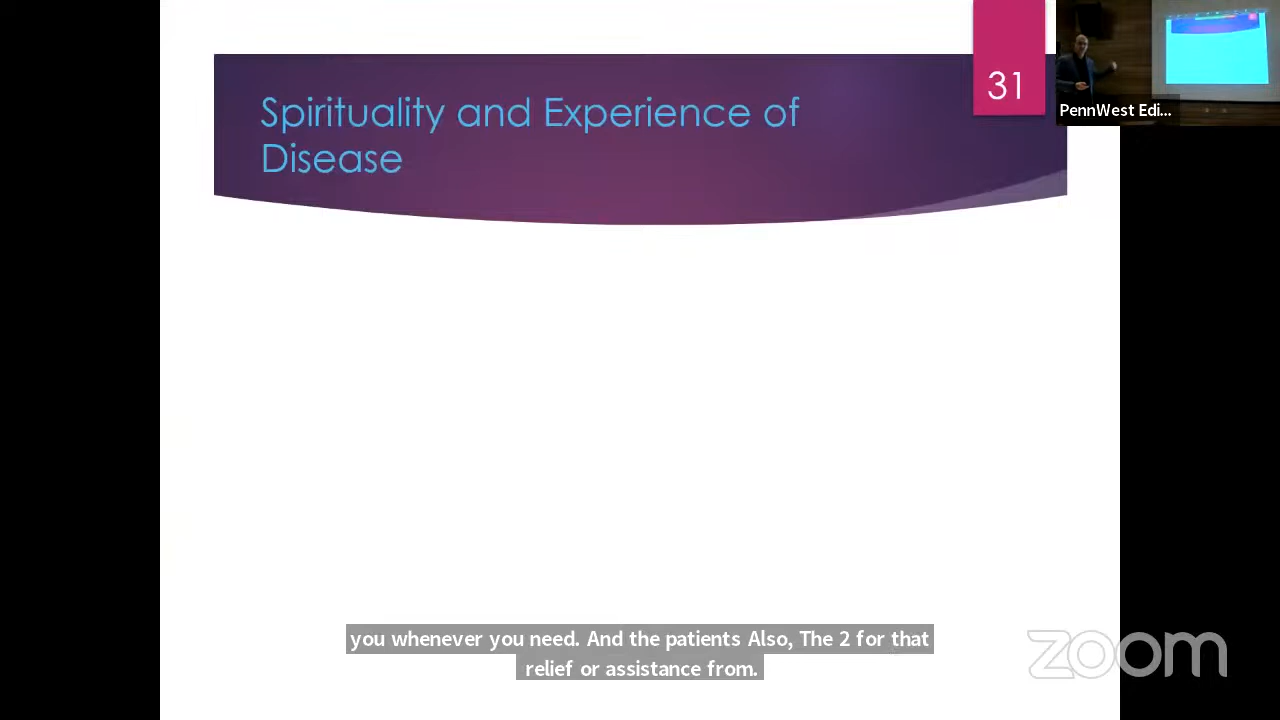 Spirituality and Experience of
Disease
31
PennWest Edi...
you whenever you need. And the patients Also, The 2 for that
relief or assistance from.
zoom